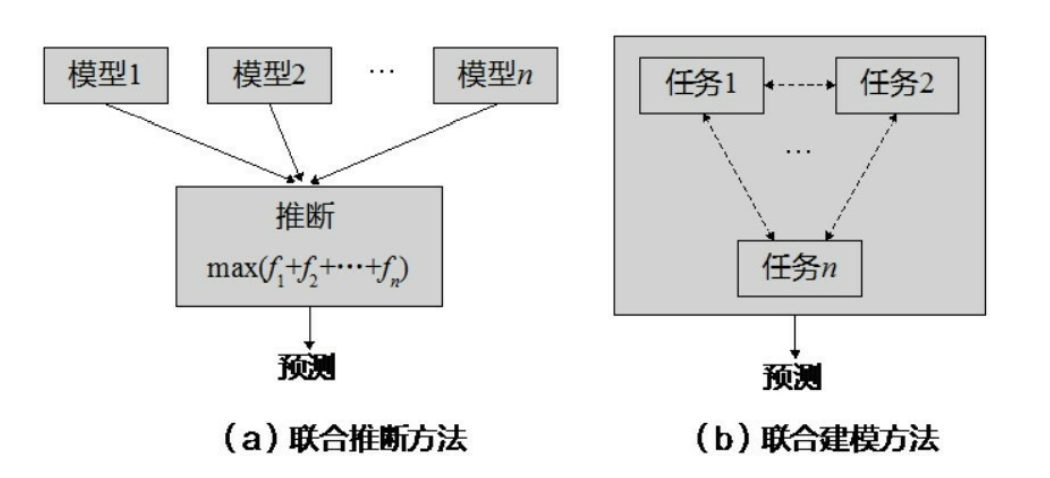 模型1
模型2
…
模型n
推断
max(f₁+f₂+⋯+fₙ)
预测
(a)联合推断方法
任务1
任务2
…
任务n
预测
(b)联合建模方法